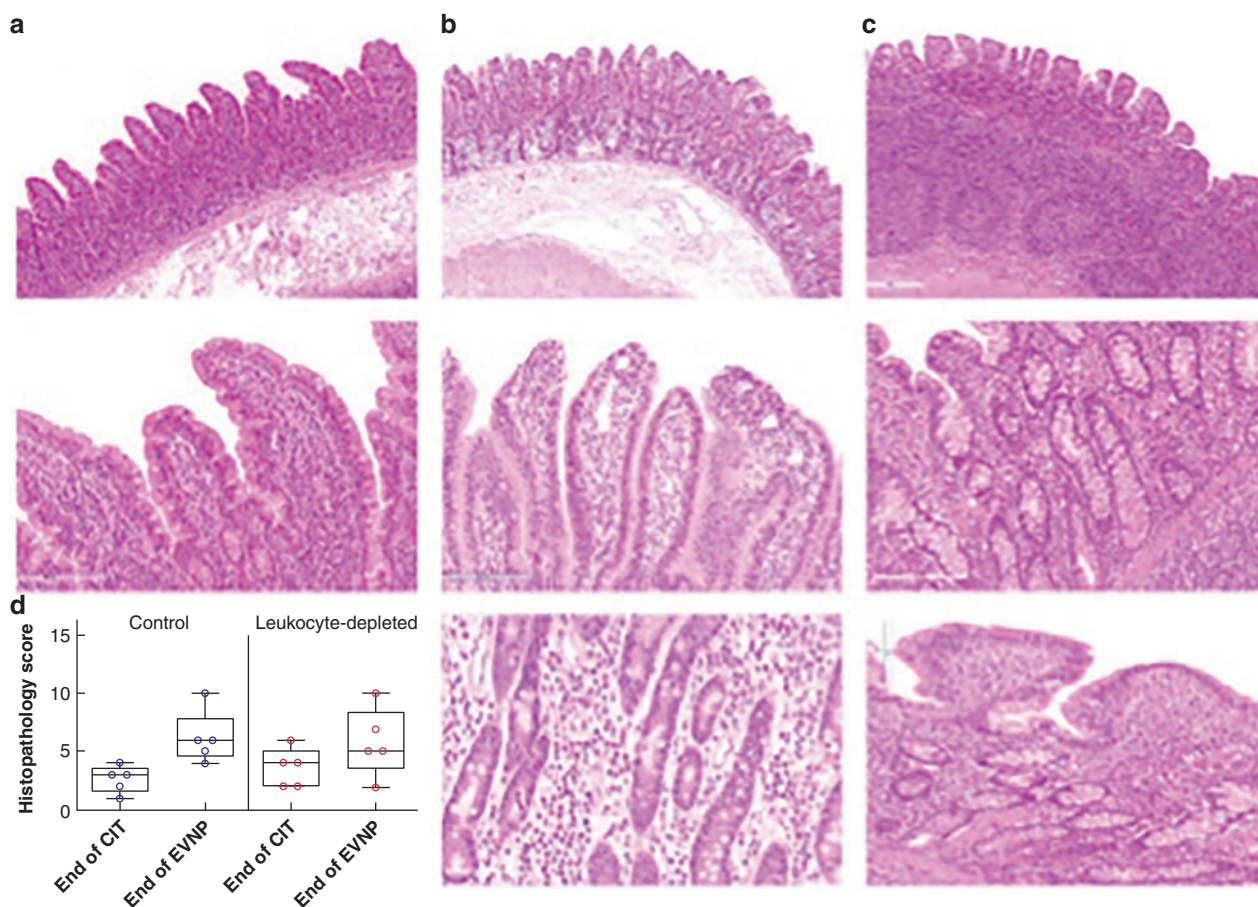 a
b
c
d
Control
Leukocyte-depleted
Histopathology score
15
10
5
0
End of CIT
End of EVNP
End of CIT
End of EVNP